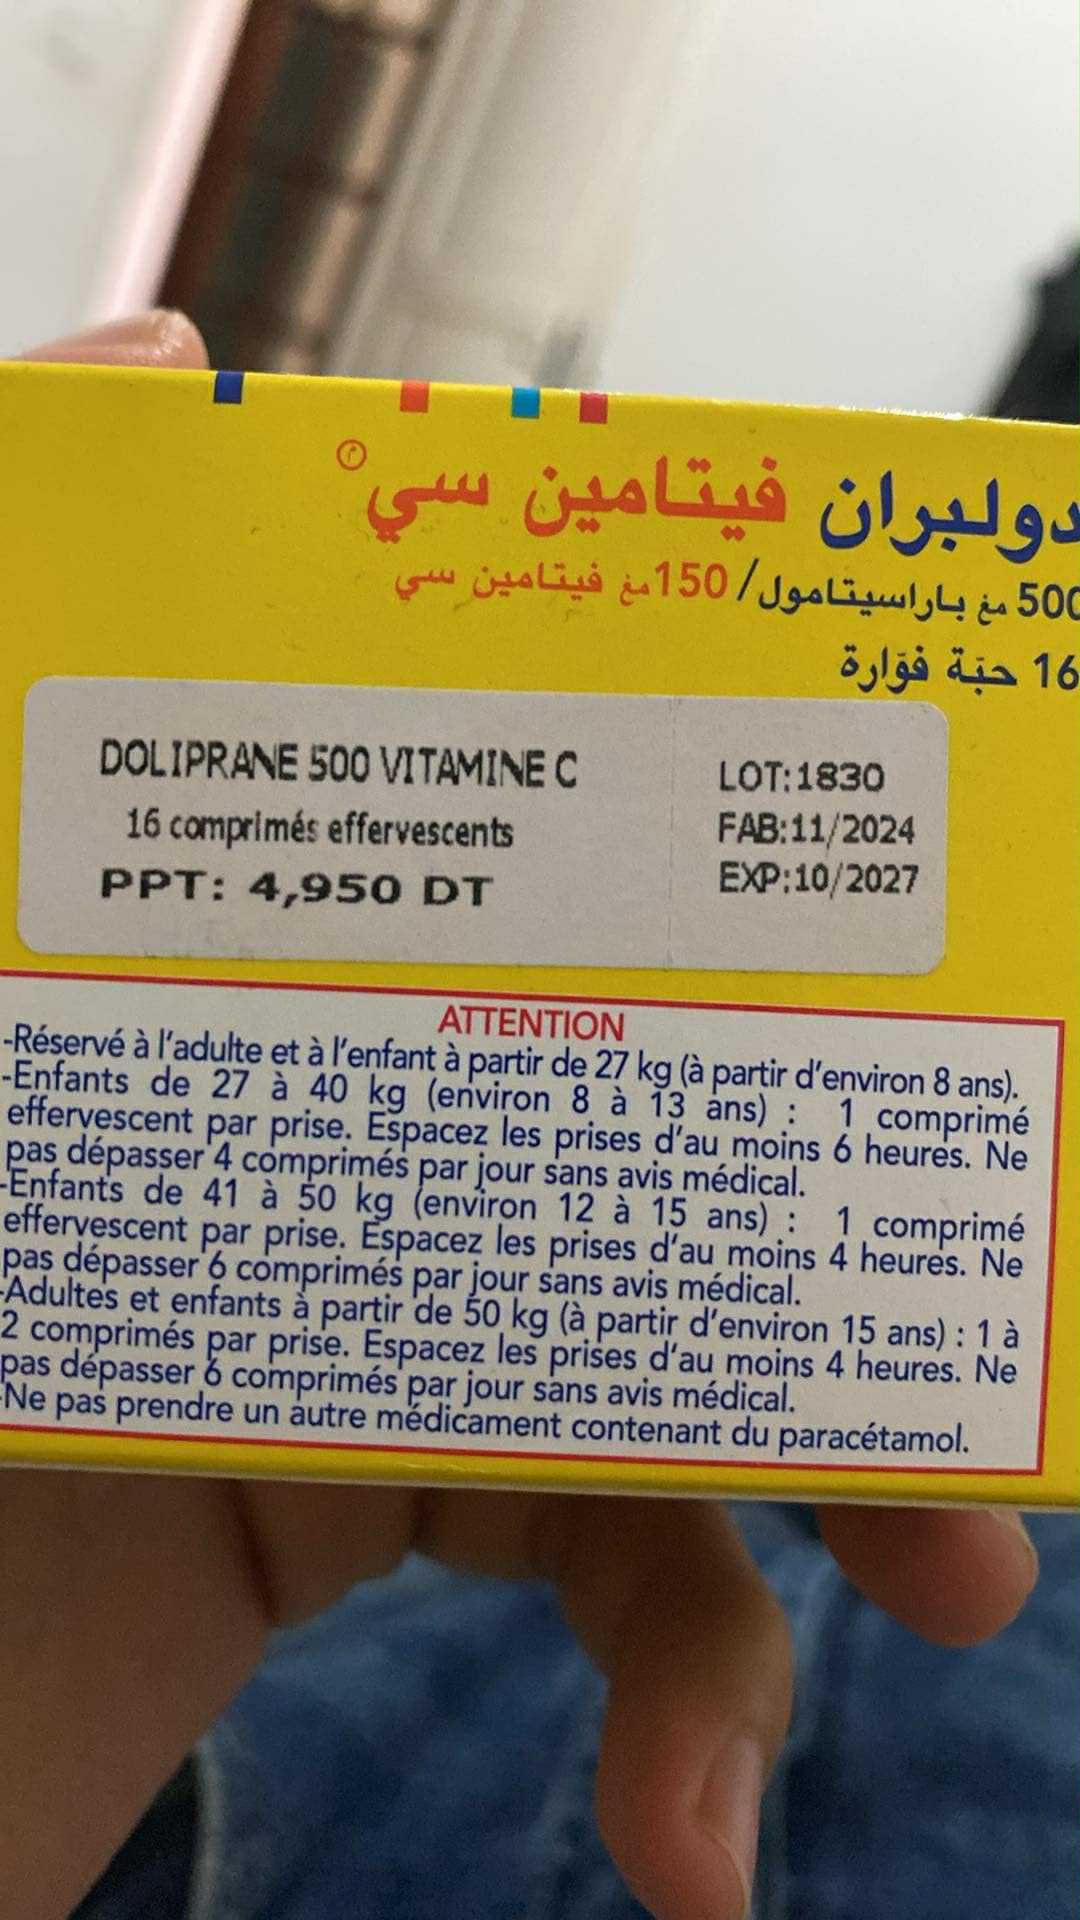 دولبران فيتامين سي
500 مغ باراسيتامول/150 مغ فيتامين سي
16 حبّة فوّارة
DOLIPRANE 500 VITAMINE C
16 comprimés effervescents
PPT: 4,950 DT
LOT:1830
FAB:11/2024
EXP:10/2027
ATTENTION
-Réservé à l'adulte et à l'enfant à partir de 27 kg (à partir d'environ 8 ans).
-Enfants de 27 à 40 kg (environ 8 à 13 ans) : 1 comprimé
effervescent par prise. Espacez les prises d'au moins 6 heures. Ne
pas dépasser 4 comprimés par jour sans avis médical.
-Enfants de 41 à 50 kg (environ 12 à 15 ans) : 1 comprimé
effervescent par prise. Espacez les prises d'au moins 4 heures. Ne
pas dépasser 6 comprimés par jour sans avis médical.
-Adultes et enfants à partir de 50 kg (à partir d'environ 15 ans) : 1 à
2 comprimés par prise. Espacez les prises d'au moins 4 heures. Ne
pas dépasser 6 comprimés par jour sans avis médical.
-Ne pas prendre un autre médicament contenant du paracétamol.